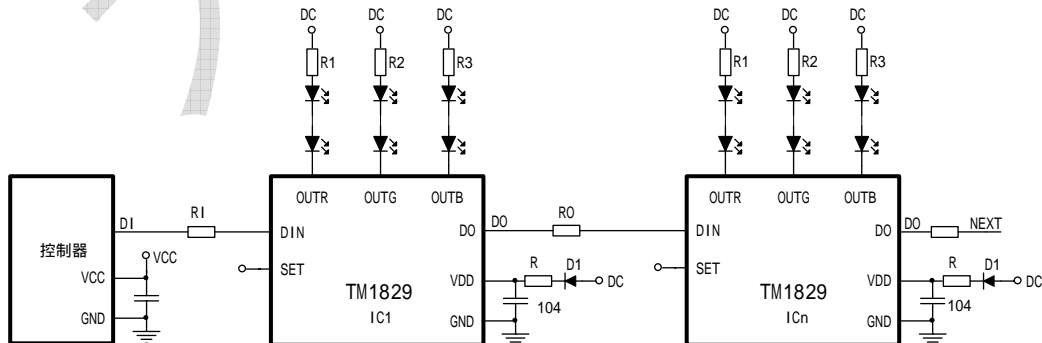 DC DC DC DC DC DC
R1 R2 R3 R1 R2 R3
OUTR OUTG OUTB OUTR OUTG OUTB
DI RI DIN DO DO RO DIN DO DO NEXT
控制器 VCC SET SET
VCC VDD R D1 DC VDD R D1 DC
TM1829 104 TM1829 104
GND IC1 GND ICn GND